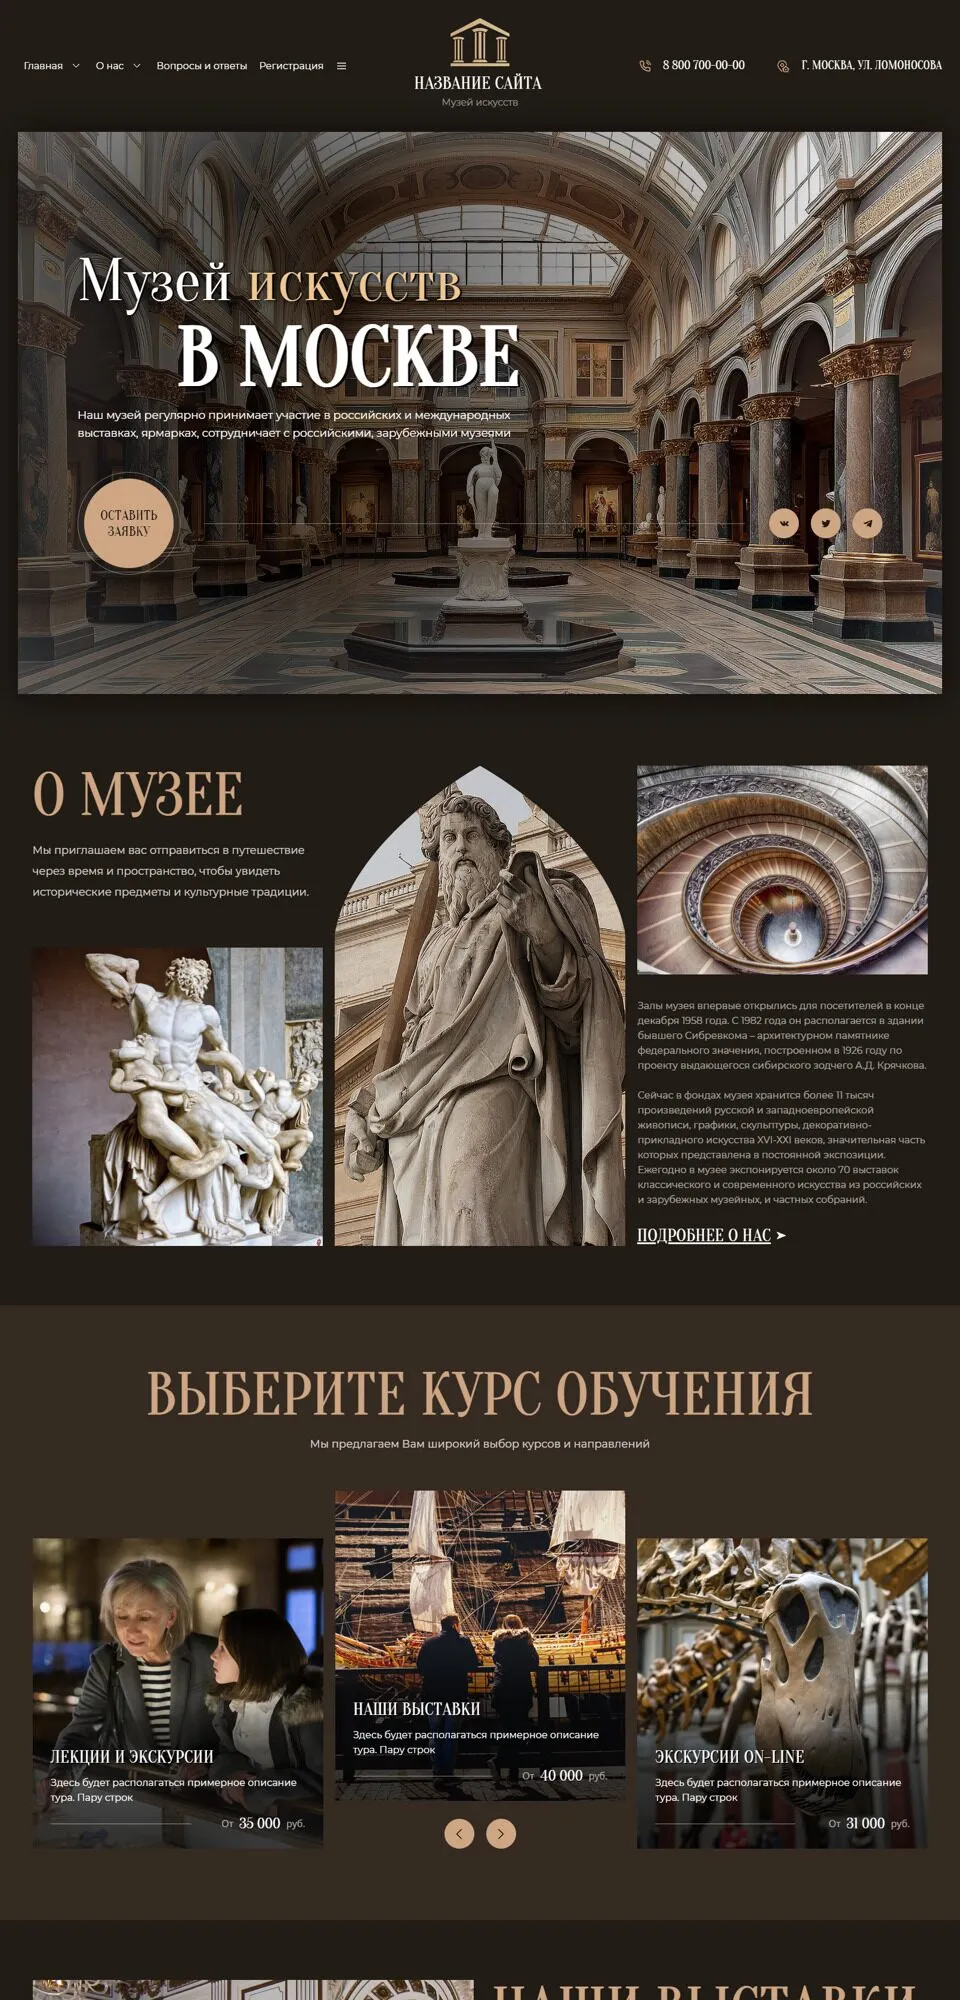 Главная
О нас
Вопросы и ответы
Регистрация
НАЗВАНИЕ САЙТА
Музей искусств
8 800 700-00-00
Г. МОСКВА, УЛ. ЛОМОНОСОВА
Музей искусств
В МОСКВЕ
Наш музей регулярно принимает участие в российских и международных
выставках, ярмарках, сотрудничает с российскими, зарубежными музеями
ОСТАВИТЬ
ЗАЯВКУ
О МУЗЕЕ
Мы приглашаем вас отправиться в путешествие
через время и пространство, чтобы увидеть
исторические предметы и культурные традиции.
Залы музея впервые открылись для посетителей в конце
декабря 1958 года. С 1982 года он располагается в здании
бывшего Сибревкома – архитектурном памятнике
федерального значения, построенном в 1926 году по
проекту выдающегося сибирского зодчего А.Д. Крячкова.
Сейчас в фондах музея хранится более 11 тысяч
произведений русской и западноевропейской
живописи, графики, скульптуры, декоративно-
прикладного искусства XVI-XXI веков, значительная часть
которых представлена в постоянной экспозиции.
Ежегодно в музее экспонируется около 70 выставок
классического и современного искусства из российских
и зарубежных музейных, и частных собраний.
ПОДРОБНЕЕ О НАС
ВЫБЕРИТЕ КУРС ОБУЧЕНИЯ
Мы предлагаем Вам широкий выбор курсов и направлений
ЛЕКЦИИ И ЭКСКУРСИИ
Здесь будет располагаться примерное описание
тура. Пару строк
От 35 000 руб.
НАШИ ВЫСТАВКИ
Здесь будет располагаться примерное описание
тура. Пару строк
От 40 000 руб.
ЭКСКУРСИИ ON-LINE
Здесь будет располагаться примерное описание
тура. Пару строк
От 31 000 руб.
НАШИ ВЫСТАВКИ